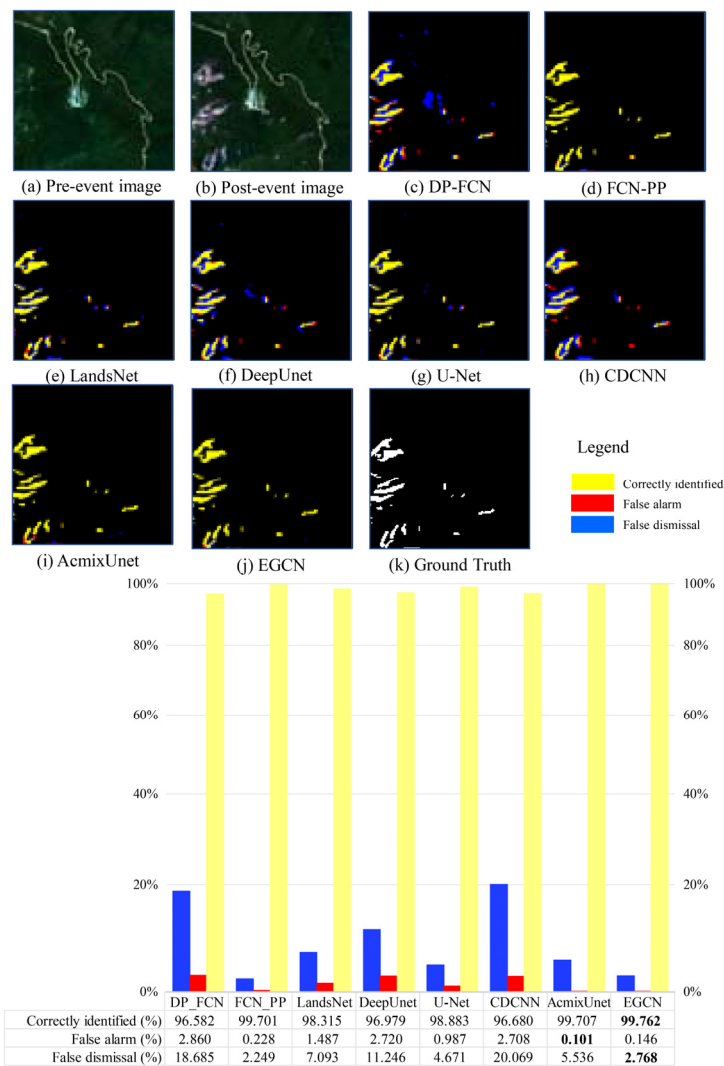 (a) Pre-event image (b) Post-event image (c) DP-FCN (d) FCN-PP
(e) LandsNet (f) DeepUnet (g) U-Net (h) CDCNN
Legend
Correctly identified
False alarm
False dismissal
(i) AcmixUnet (j) EGCN (k) Ground Truth
100% 100%
80% 80%
60% 60%
40% 40%
20% 20%
0% 0%
DP_FCN FCN_PP LandsNet DeepUnet U-Net CDCNN AcmixUnet EGCN
Correctly identified (%) 96.582 99.701 98.315 96.979 98.883 96.680 99.707 99.762
False alarm (%) 2.860 0.228 1.487 2.720 0.987 2.708 0.101 0.146
False dismissal (%) 18.685 2.249 7.093 11.246 4.671 20.069 5.536 2.768